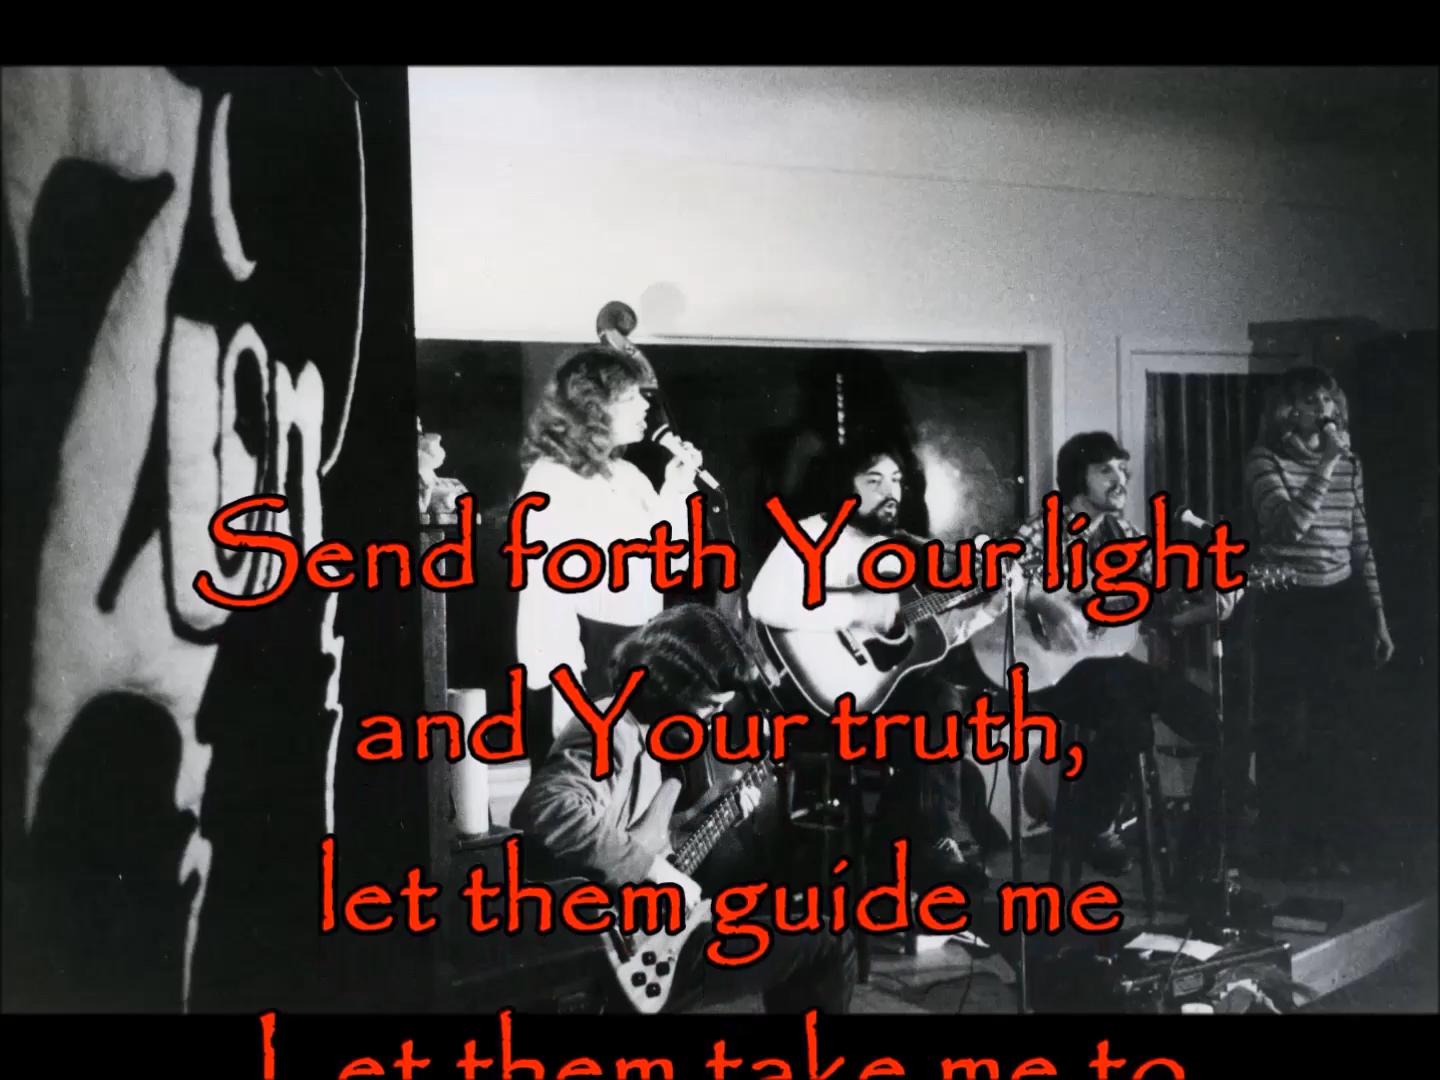 Send forth Your light
and Your truth,
let them guide me
Let them take me to